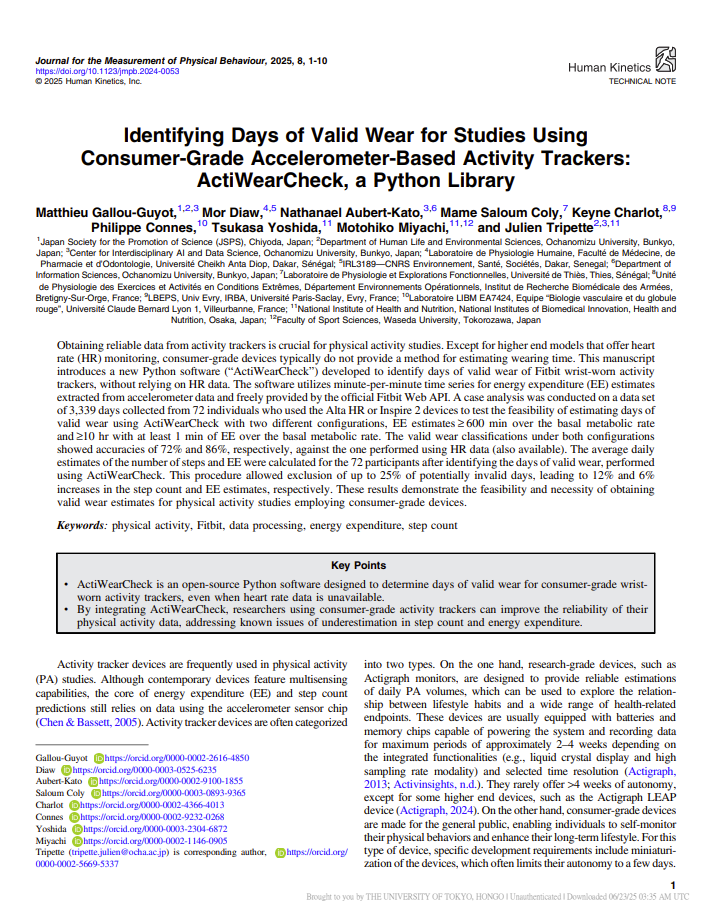 Journal for the Measurement of Physical Behaviour, 2025, 8, 1-10
https://doi.org/10.1123/jmpb.2024-0053
© 2025 Human Kinetics, Inc.
Human Kinetics
TECHNICAL NOTE
Identifying Days of Valid Wear for Studies Using
Consumer-Grade Accelerometer-Based Activity Trackers:
ActiWearCheck, a Python Library
Matthieu Gallou-Guyot,1,2,3 Mor Diaw,4,5 Nathanael Aubert-Kato,3,6 Mame Saloum Coly,7 Keyne Charlot,8,9
Philippe Connes,10 Tsukasa Yoshida,11 Motohiko Miyachi,11,12 and Julien Tripette2,3,11
1Japan Society for the Promotion of Science (JSPS), Chiyoda, Japan; 2Department of Human Life and Environmental Sciences, Ochanomizu University, Bunkyo,
Japan; 3Center for Interdisciplinary AI and Data Science, Ochanomizu University, Bunkyo, Japan; 4Laboratoire de Physiologie Humaine, Faculté de Médecine, de
Pharmacie et d'Odontologie, Université Cheikh Anta Diop, Dakar, Sénégal; 5IRL3189—CNRS Environnement, Santé, Sociétés, Dakar, Senegal; 6Department of
Information Sciences, Ochanomizu University, Bunkyo, Japan; 7Laboratoire de Physiologie et Explorations Fonctionnelles, Université de Thiès, Thies, Sénégal; 8Unité
de Physiologie des Exercices et Activités en Conditions Extrêmes, Département Environnements Opérationnels, Institut de Recherche Biomédicale des Armées,
Bretigny-Sur-Orge, France; 9LBEPS, Univ Evry, IRBA, Université Paris-Saclay, Evry, France; 10Laboratoire LIBM EA7424, Equipe “Biologie vasculaire et du globule
rouge”, Université Claude Bernard Lyon 1, Villeurbanne, France; 11National Institute of Health and Nutrition, National Institutes of Biomedical Innovation, Health and
Nutrition, Osaka, Japan; 12Faculty of Sport Sciences, Waseda University, Tokorozawa, Japan
Obtaining reliable data from activity trackers is crucial for physical activity studies. Except for higher end models that offer heart
rate (HR) monitoring, consumer-grade devices typically do not provide a method for estimating wearing time. This manuscript
introduces a new Python software (“ActiWearCheck”) developed to identify days of valid wear of Fitbit wrist-worn activity
trackers, without relying on HR data. The software utilizes minute-per-minute time series for energy expenditure (EE) estimates
extracted from accelerometer data and freely provided by the official Fitbit Web API. A case analysis was conducted on a data set
of 3,339 days collected from 72 individuals who used the Alta HR or Inspire 2 devices to test the feasibility of estimating days of
valid wear using ActiWearCheck with two different configurations, EE estimates ≥ 600 min over the basal metabolic rate
and ≥10 hr with at least 1 min of EE over the basal metabolic rate. The valid wear classifications under both configurations
showed accuracies of 72% and 86%, respectively, against the one performed using HR data (also available). The average daily
estimates of the number of steps and EE were calculated for the 72 participants after identifying the days of valid wear, performed
using ActiWearCheck. This procedure allowed exclusion of up to 25% of potentially invalid days, leading to 12% and 6%
increases in the step count and EE estimates, respectively. These results demonstrate the feasibility and necessity of obtaining
valid wear estimates for physical activity studies employing consumer-grade devices.
Keywords: physical activity, Fitbit, data processing, energy expenditure, step count
Key Points
• ActiWearCheck is an open-source Python software designed to determine days of valid wear for consumer-grade wrist-
worn activity trackers, even when heart rate data is unavailable.
• By integrating ActiWearCheck, researchers using consumer-grade activity trackers can improve the reliability of their
physical activity data, addressing known issues of underestimation in step count and energy expenditure.
Activity tracker devices are frequently used in physical activity
(PA) studies. Although contemporary devices feature multisensing
capabilities, the core of energy expenditure (EE) and step count
predictions still relies on data using the accelerometer sensor chip
(Chen & Bassett, 2005). Activity tracker devices are often categorized
Gallou-Guyot https://orcid.org/0000-0002-2616-4850
Diaw https://orcid.org/0000-0003-0525-6235
Aubert-Kato https://orcid.org/0000-0002-9100-1855
Saloum Coly https://orcid.org/0000-0003-0893-9365
Charlot https://orcid.org/0000-0002-4366-4013
Connes https://orcid.org/0000-0002-9232-0268
Yoshida https://orcid.org/0000-0003-2304-6872
Miyachi https://orcid.org/0000-0002-1146-0905
Tripette (tripette.julien@ocha.ac.jp) is corresponding author, https://orcid.org/
0000-0002-5669-5337
into two types. On the one hand, research-grade devices, such as
Actigraph monitors, are designed to provide reliable estimations
of daily PA volumes, which can be used to explore the relation-
ship between lifestyle habits and a wide range of health-related
endpoints. These devices are usually equipped with batteries and
memory chips capable of powering the system and recording data
for maximum periods of approximately 2–4 weeks depending on
the integrated functionalities (e.g., liquid crystal display and high
sampling rate modality) and selected time resolution (Actigraph,
2013; Activinsights, n.d.). They rarely offer >4 weeks of autonomy,
except for some higher end devices, such as the Actigraph LEAP
device (Actigraph, 2024). On the other hand, consumer-grade devices
are made for the general public, enabling individuals to self-monitor
their physical behaviors and enhance their long-term lifestyle. For this
type of device, specific development requirements include miniaturi-
zation of the devices, which often limits their autonomy to a few days.
1
Brought to you by THE UNIVERSITY OF TOKYO, HONGO | Unauthenticated | Downloaded 06/23/25 03:35 AM UTC